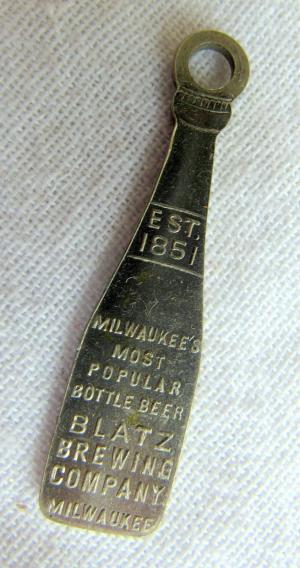 EST.
1851
MILWAUKEE'S
MOST
POPULAR
BOTTLE BEER
BLATZ
BREWING
COMPANY.
MILWAUKEE